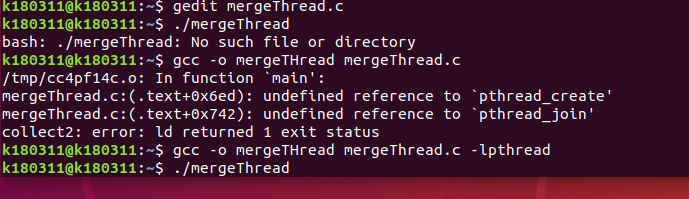 k180311@k180311:~$ gedit mergeThread.c
k180311@k180311:~$ ./mergeThread
bash: ./mergeThread: No such file or directory
k180311@k180311:~$ gcc -o mergeTHread mergeThread.c
/tmp/cc4pf14c.o: In function `main':
mergeThread.c:(.text+0x6ed): undefined reference to `pthread_create'
mergeThread.c:(.text+0x742): undefined reference to `pthread_join'
collect2: error: ld returned 1 exit status
k180311@k180311:~$ gcc -o mergeTHread mergeThread.c -lpthread
k180311@k180311:~$ ./mergeThread